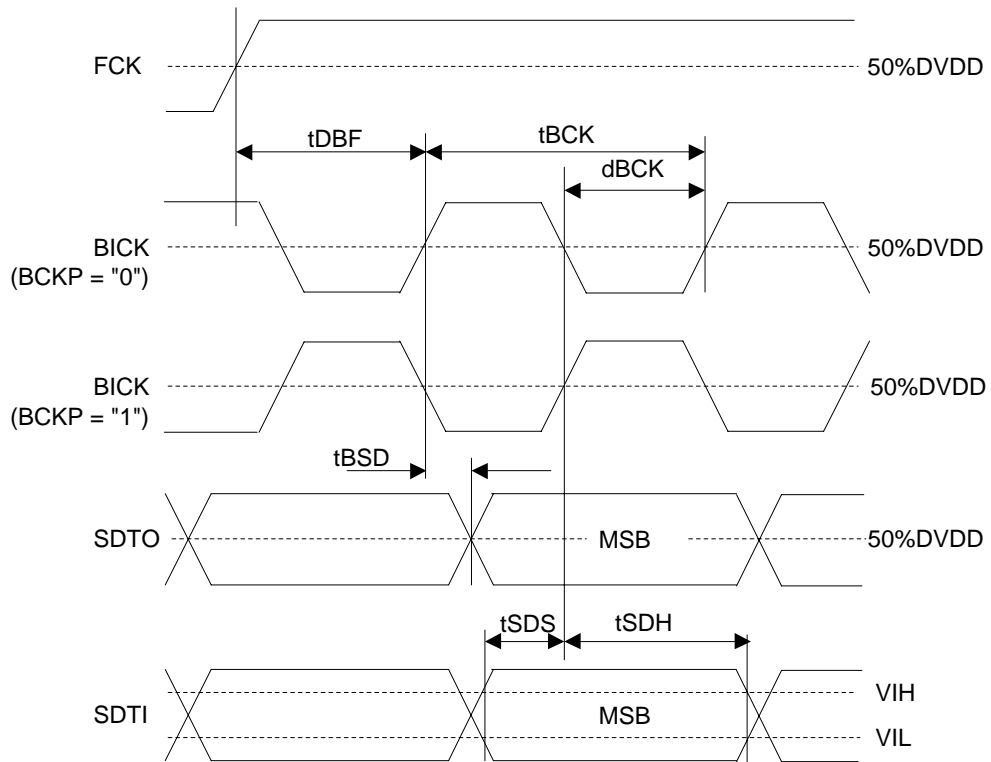 FCK
50%DVDD
tDBF
tBCK
dBCK
BICK
(BCKP = "0")
50%DVDD
BICK
(BCKP = "1")
50%DVDD
tBSD
SDTO
MSB
50%DVDD
tSDS
tSDH
SDTI
MSB
VIH
VIL